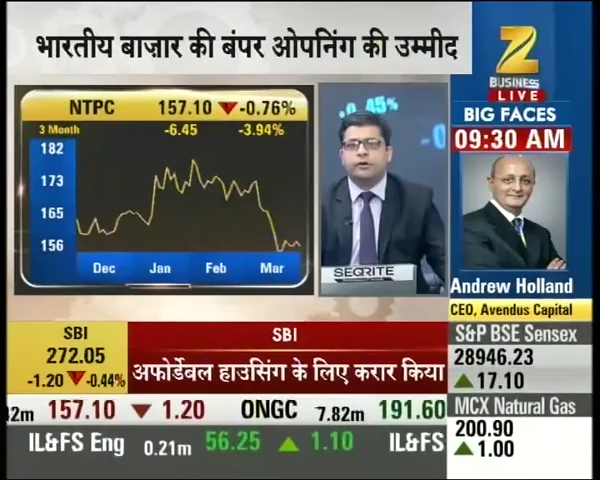 भारतीय बाज़ार की बंपर ओपनिंग की उम्मीद
Z
BUSINESS
LIVE
BIG FACES
09:30 AM
NTPC 157.10 -0.76%
3 Month -6.45 -3.94%
182
173
165
156
Dec Jan Feb Mar
0.45%
SEQRITE
Andrew Holland
CEO, Avendus Capital
SBI
272.05
-1.20 -0.44%
SBI
अफोर्डेबल हाउसिंग के लिए करार किया
S&P BSE Sensex
28946.23
17.10
MCX Natural Gas
200.90
1.00
2m 157.10 1.20 ONGC 7.82m 191.60
IL&FS Eng 0.21m 56.25 1.10 IL&FS